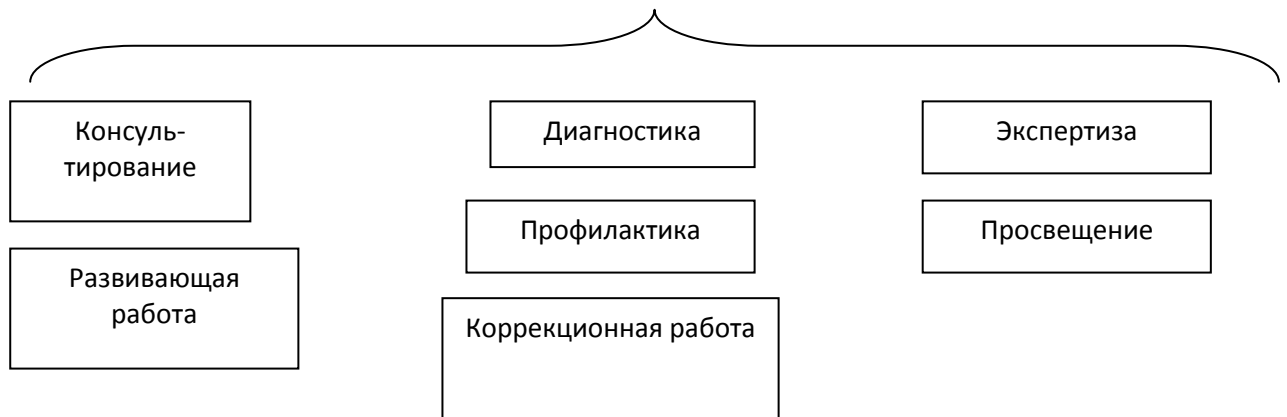 Консуль-
тирование
Диагностика
Экспертиза
Профилактика
Просвещение
Развивающая
работа
Коррекционная работа